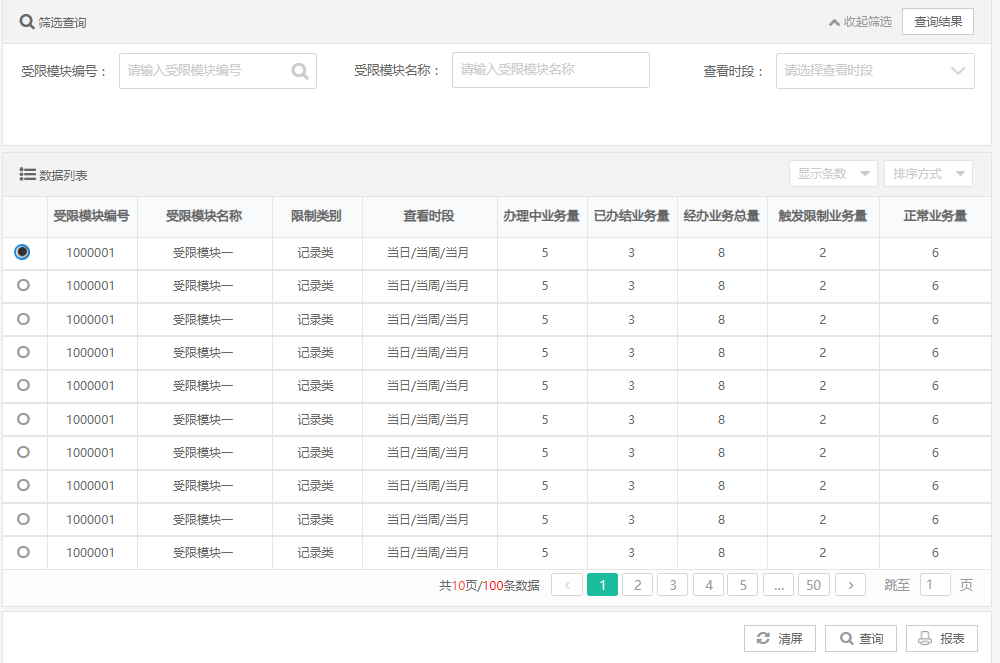 筛选查询 收起筛选 查询结果
受限模块编号： 请输入受限模块编号 受限模块名称： 请输入受限模块名称 查看时段： 请选择查看时段
数据列表 显示条数 排序方式
受限模块编号 受限模块名称 限制类别 查看时段 办理中业务量 已办结业务量 经办业务总量 触发限制业务量 正常业务量
1000001 受限模块一 记录类 当日/当周/当月 5 3 8 2 6
1000001 受限模块一 记录类 当日/当周/当月 5 3 8 2 6
1000001 受限模块一 记录类 当日/当周/当月 5 3 8 2 6
1000001 受限模块一 记录类 当日/当周/当月 5 3 8 2 6
1000001 受限模块一 记录类 当日/当周/当月 5 3 8 2 6
1000001 受限模块一 记录类 当日/当周/当月 5 3 8 2 6
1000001 受限模块一 记录类 当日/当周/当月 5 3 8 2 6
1000001 受限模块一 记录类 当日/当周/当月 5 3 8 2 6
1000001 受限模块一 记录类 当日/当周/当月 5 3 8 2 6
1000001 受限模块一 记录类 当日/当周/当月 5 3 8 2 6
共10页/100条数据 < 1 2 3 4 5 ... 50 > 跳至 1 页
清屏 查询 报表